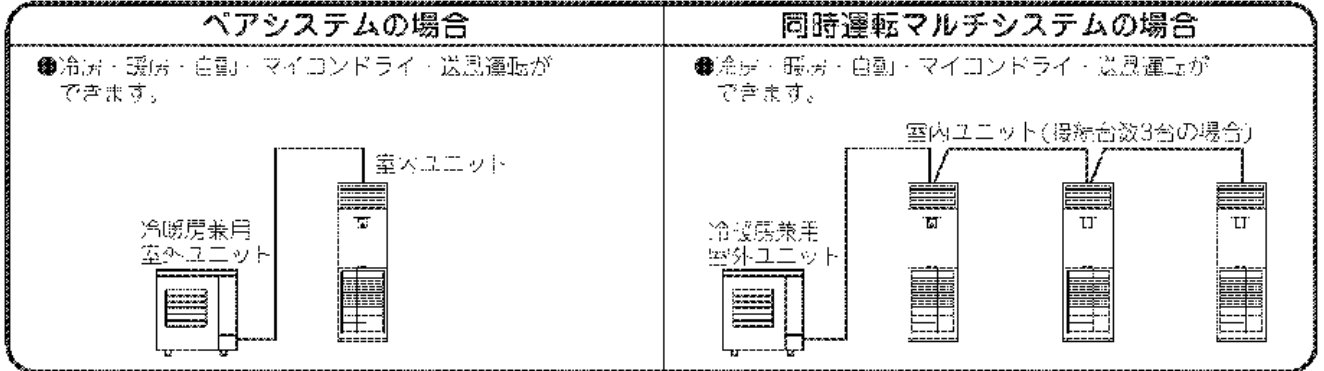 ペアシステムの場合
●冷房・暖房・自動・マイコンドライ・送風運転が
できます。
室内ユニット
冷暖房兼用
室外ユニット
同時運転マルチシステムの場合
●冷房・暖房・自動・マイコンドライ・送風運転が
できます。
室内ユニット(接続台数3台の場合)
冷暖房兼用
室外ユニット